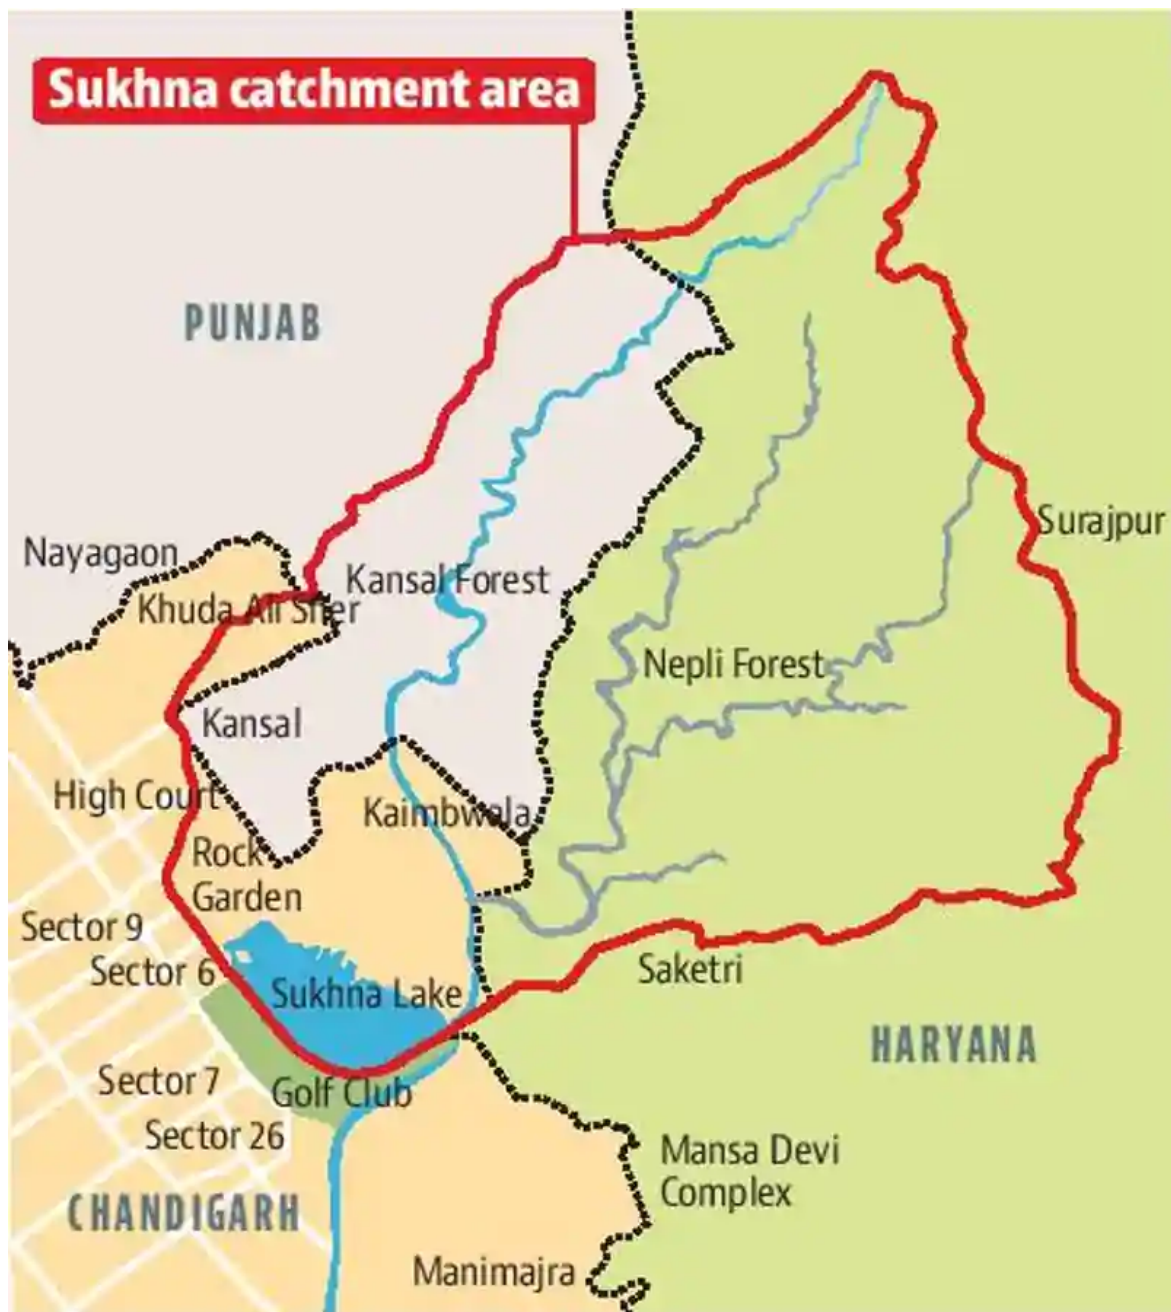 Sukhna catchment area
PUNJAB
Surajpur
Nayagaon
Kansal Forest
Khuda Ali Sher
Nepli Forest
Kansal
High Court
Kaimbwala
Rock
Garden
Sector 9
Sector 6
Saketri
Sukhna Lake
HARYANA
Sector 7
Golf Club
Sector 26
Mansa Devi
Complex
CHANDIGARH
Manimajra